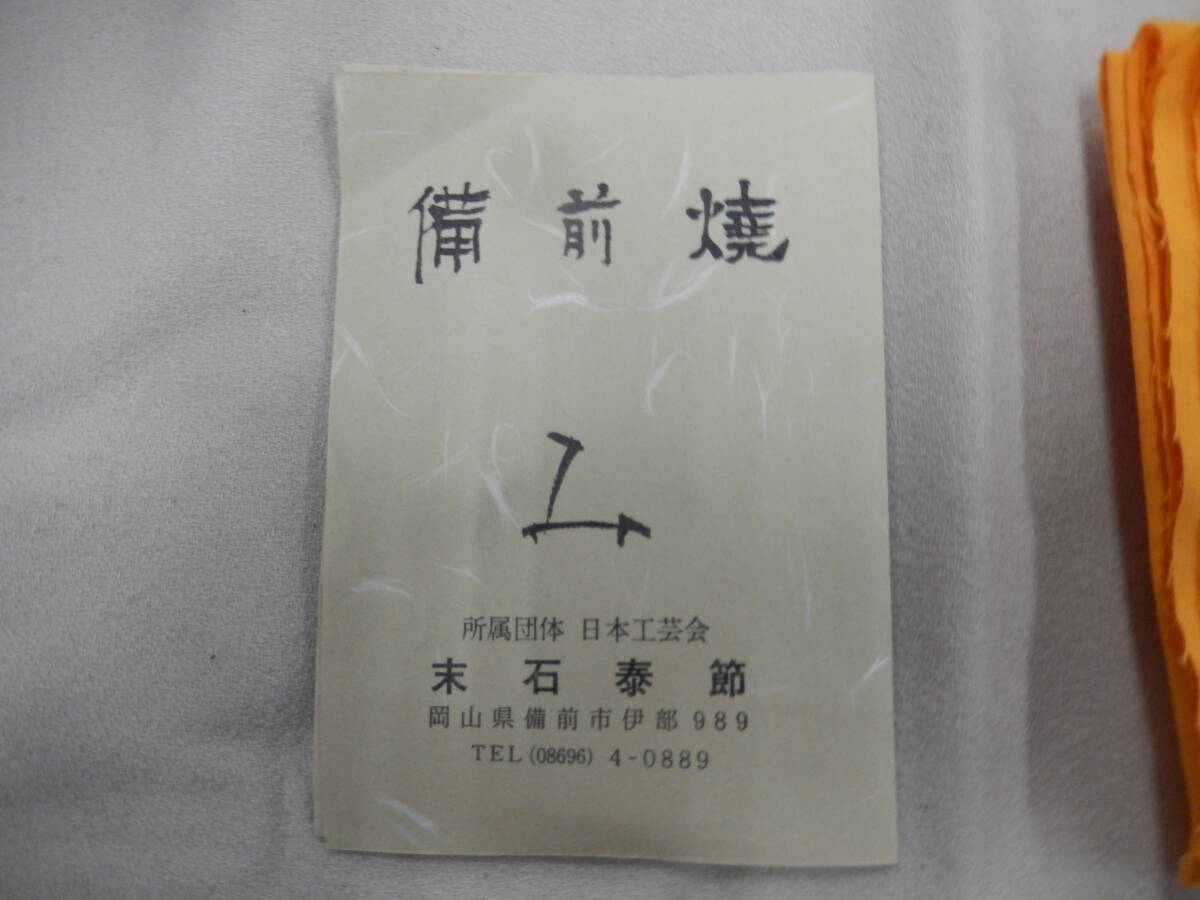 備前燒
所属団体 日本工芸会
末石泰節
岡山県備前市伊部989
TEL (08696) 4-0889